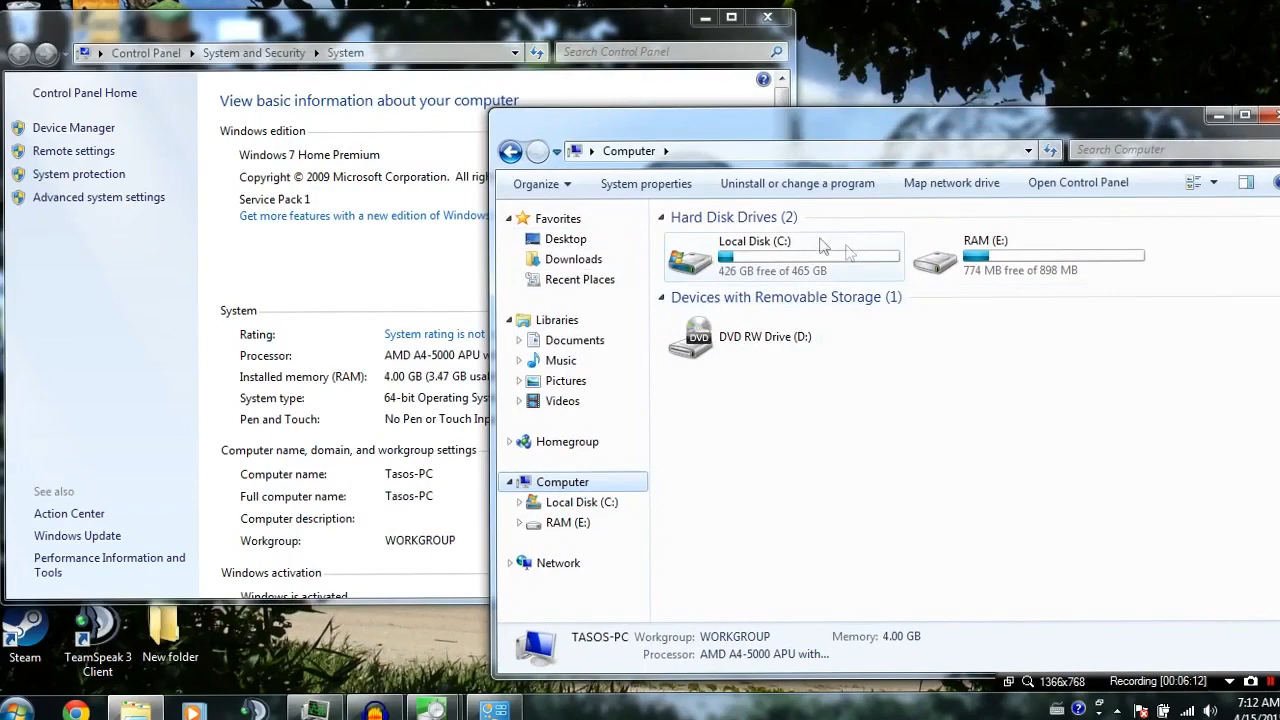 Control Panel
System and Security
System
Search Control Panel
Control Panel Home
Device Manager
Remote settings
System protection
Advanced system settings
See also
Action Center
Windows Update
Performance Information and
Tools
View basic information about your computer
Windows edition
Windows 7 Home Premium
Copyright © 2009 Microsoft Corporation.
Service Pack 1
Get more features with a new edition of Windows
System
Rating: System rating is not
Processor: AMD A4-5000 APU
Installed memory (RAM): 4.00 GB (3.47 GB
System type: 64-bit Operating
Pen and Touch: No Pen or Touch
Computer name, domain, and workgroup settings
Computer name: Tasos-PC
Full computer name: Tasos-PC
Computer description:
Workgroup: WORKGROUP
Windows activation
Windows is activated
Computer
Search Computer
Organize
System properties
Uninstall or change a program
Map network drive
Open Control Panel
Favorites
Desktop
Downloads
Recent Places
Libraries
Documents
Music
Pictures
Videos
Homegroup
Computer
Local Disk (C:)
RAM (E:)
Network
Hard Disk Drives (2)
Local Disk (C:)
426 GB free of 465 GB
RAM (E:)
774 MB free of 898 MB
Devices with Removable Storage (1)
DVD
DVD RW Drive (D:)
TASOS-PC Workgroup: WORKGROUP Memory: 4.00 GB
Processor: AMD A4-5000 APU with...
Steam
TeamSpeak 3
Client
New folder
1366x768 Recording [00:06:12]
7:12 AM